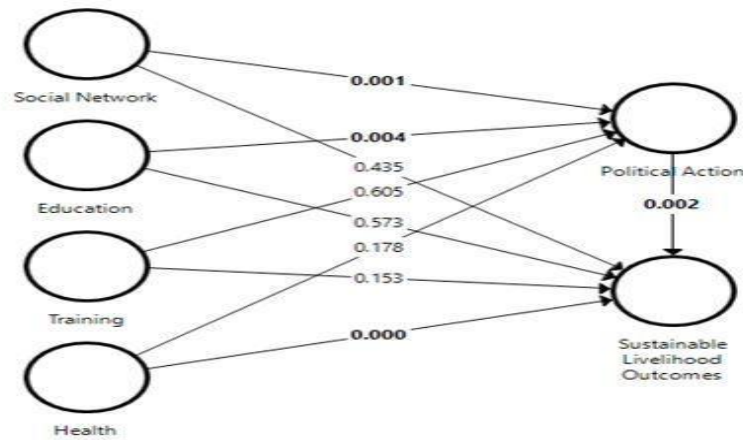 Social Network
0.001
0.004
0.435
Political Action
0.605
Education
0.002
0.573
0.178
0.153
Training
0.000
Sustainable
Livelihood
Outcomes
Health